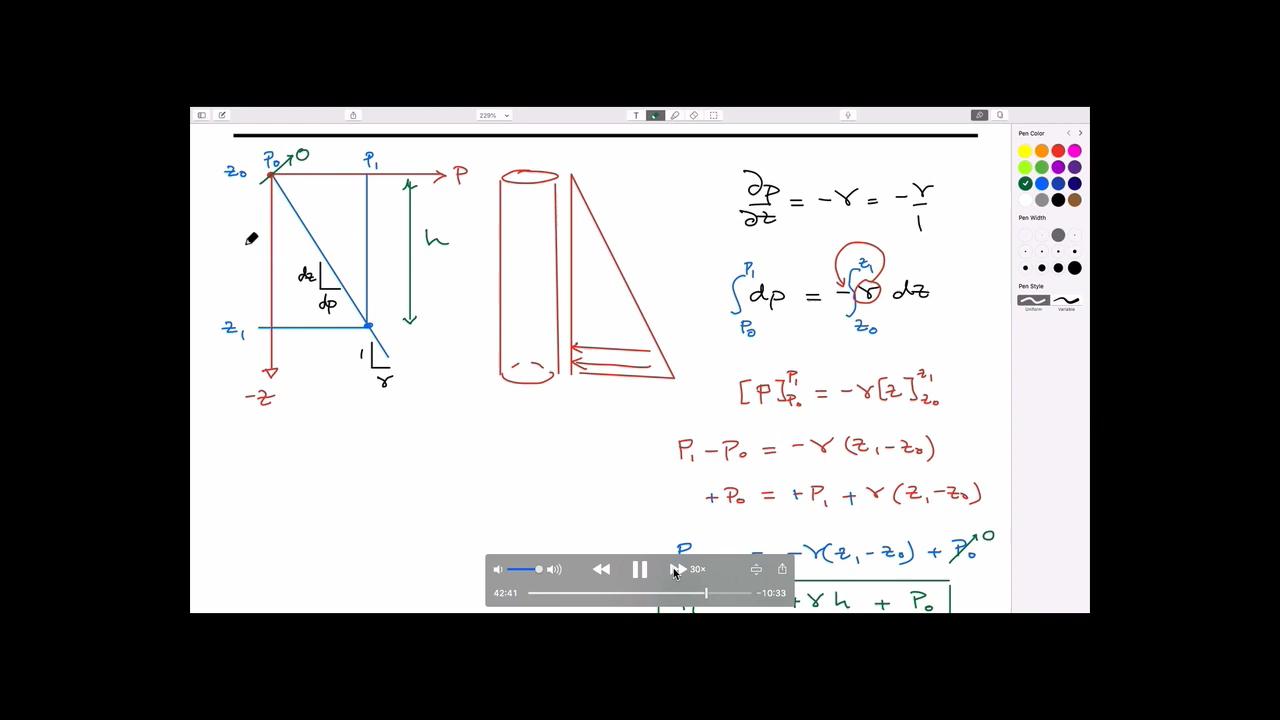 229%
T
Pen Color
Pen Width
Pen Style
Uniform
Variable
z₀ P₀ 0 P₁ P
h
dz
dp
z₁
1
γ
-z
∂p/∂z = -γ = -γ/1
∫_{P₀}^{P₁} dp = -∫_{z₀}^{z₁} γ dz
[P]_{P₀}^{P₁} = -γ[z]_{z₀}^{z₁}
P₁ - P₀ = -γ(z₁-z₀)
+P₀ = +P₁ + γ(z₁-z₀)
P = -γ(z₁-z₀) + P₀ 0
+γh + P₀
30×
42:41
-10:33